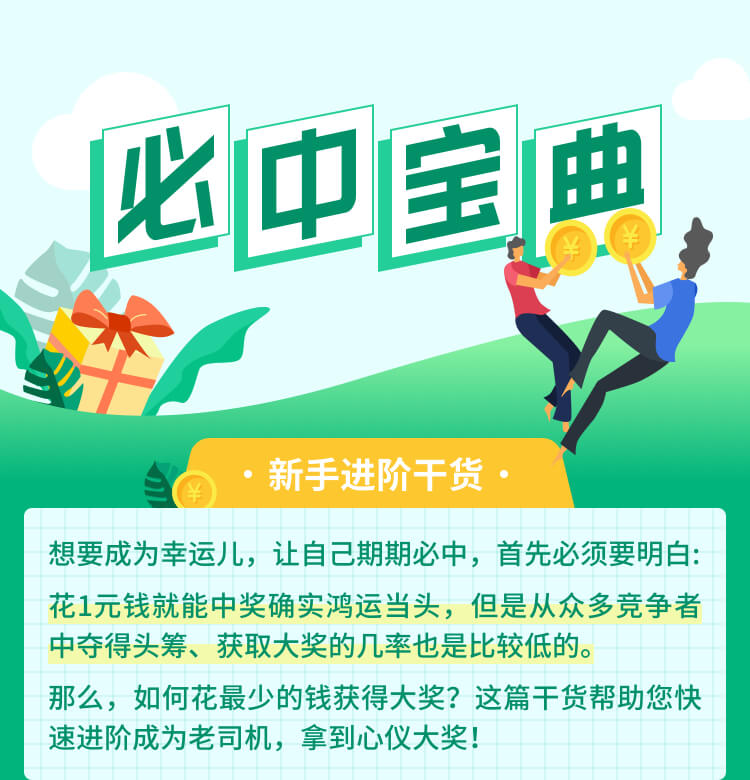 必中宝典
¥ ¥
·新手进阶干货·
¥
想要成为幸运儿，让自己期期必中，首先必须要明白:
花1元钱就能中奖确实鸿运当头，但是从众多竞争者
中夺得头筹、获取大奖的几率也是比较低的。
那么，如何花最少的钱获得大奖？这篇干货帮助您快
速进阶成为老司机，拿到心仪大奖！